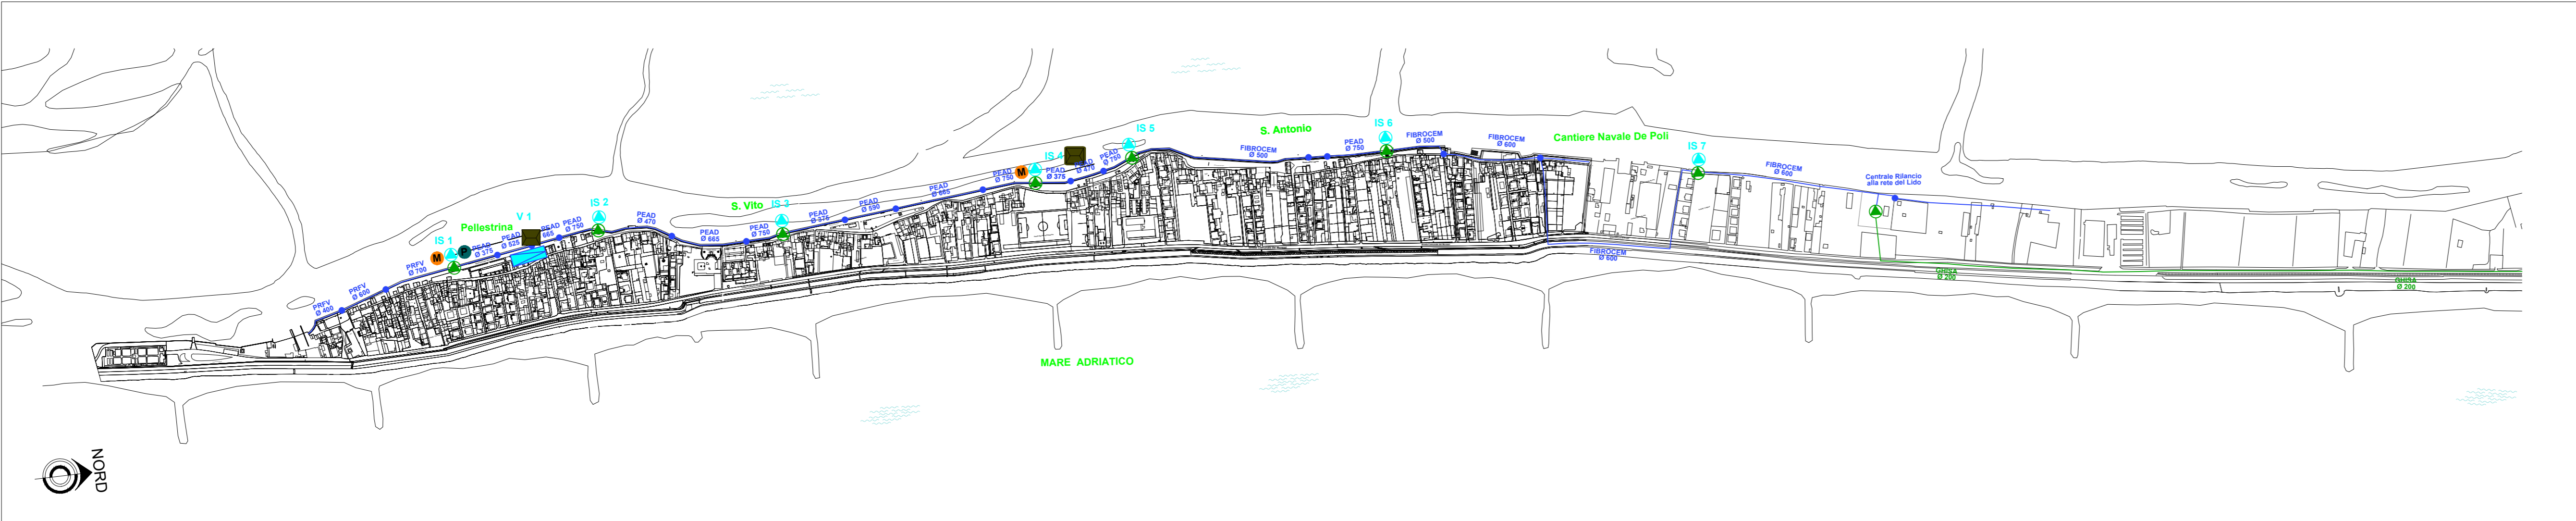 PRFV
Ø 400
PRFV
Ø 600
PRFV
Ø 700
M
IS 1
P
Pellestrina
PEAD
Ø 375
PEAD
Ø 525
V 1
PEAD
665
PEAD
Ø 750
IS 2
PEAD
Ø 470
PEAD
Ø 665
S. Vito
PEAD
Ø 750
IS 3
PEAD
Ø 375
PEAD
Ø 590
PEAD
Ø 665
PEAD
Ø 750
M
IS 4
PEAD
Ø 375
PEAD
Ø 470
PEAD
Ø 750
IS 5
S. Antonio
FIBROCEM
Ø 500
PEAD
Ø 750
IS 6
FIBROCEM
Ø 500
FIBROCEM
Ø 600
Cantiere Navale De Poli
FIBROCEM
Ø 600
IS 7
FIBROCEM
Ø 600
Centrale Rilancio
alla rete del Lido
GHISA
Ø 200
GHISA
Ø 200
MARE ADRIATICO
NORD